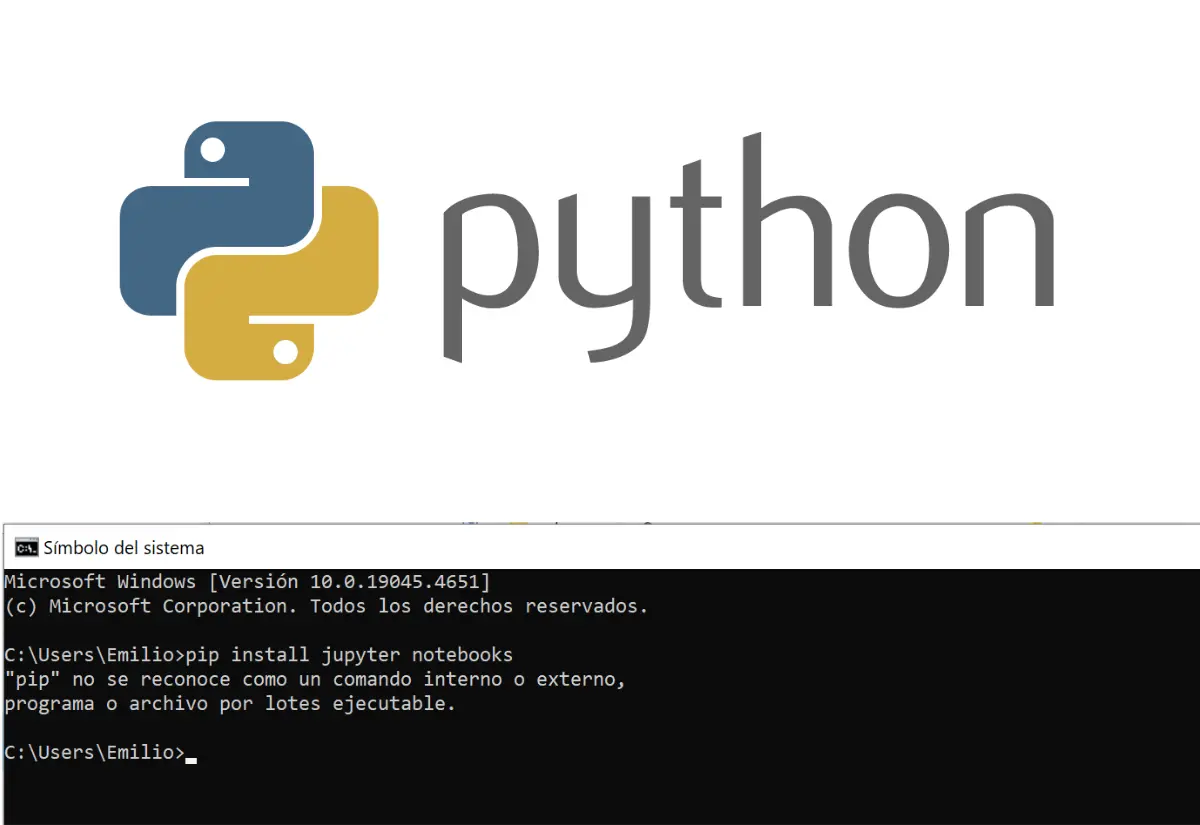 python
Símbolo del sistema
Microsoft Windows [Versión 10.0.19045.4651]
(c) Microsoft Corporation. Todos los derechos reservados.
C:\Users\Emilio>pip install jupyter notebooks
"pip" no se reconoce como un comando interno o externo,
programa o archivo por lotes ejecutable.
C:\Users\Emilio>